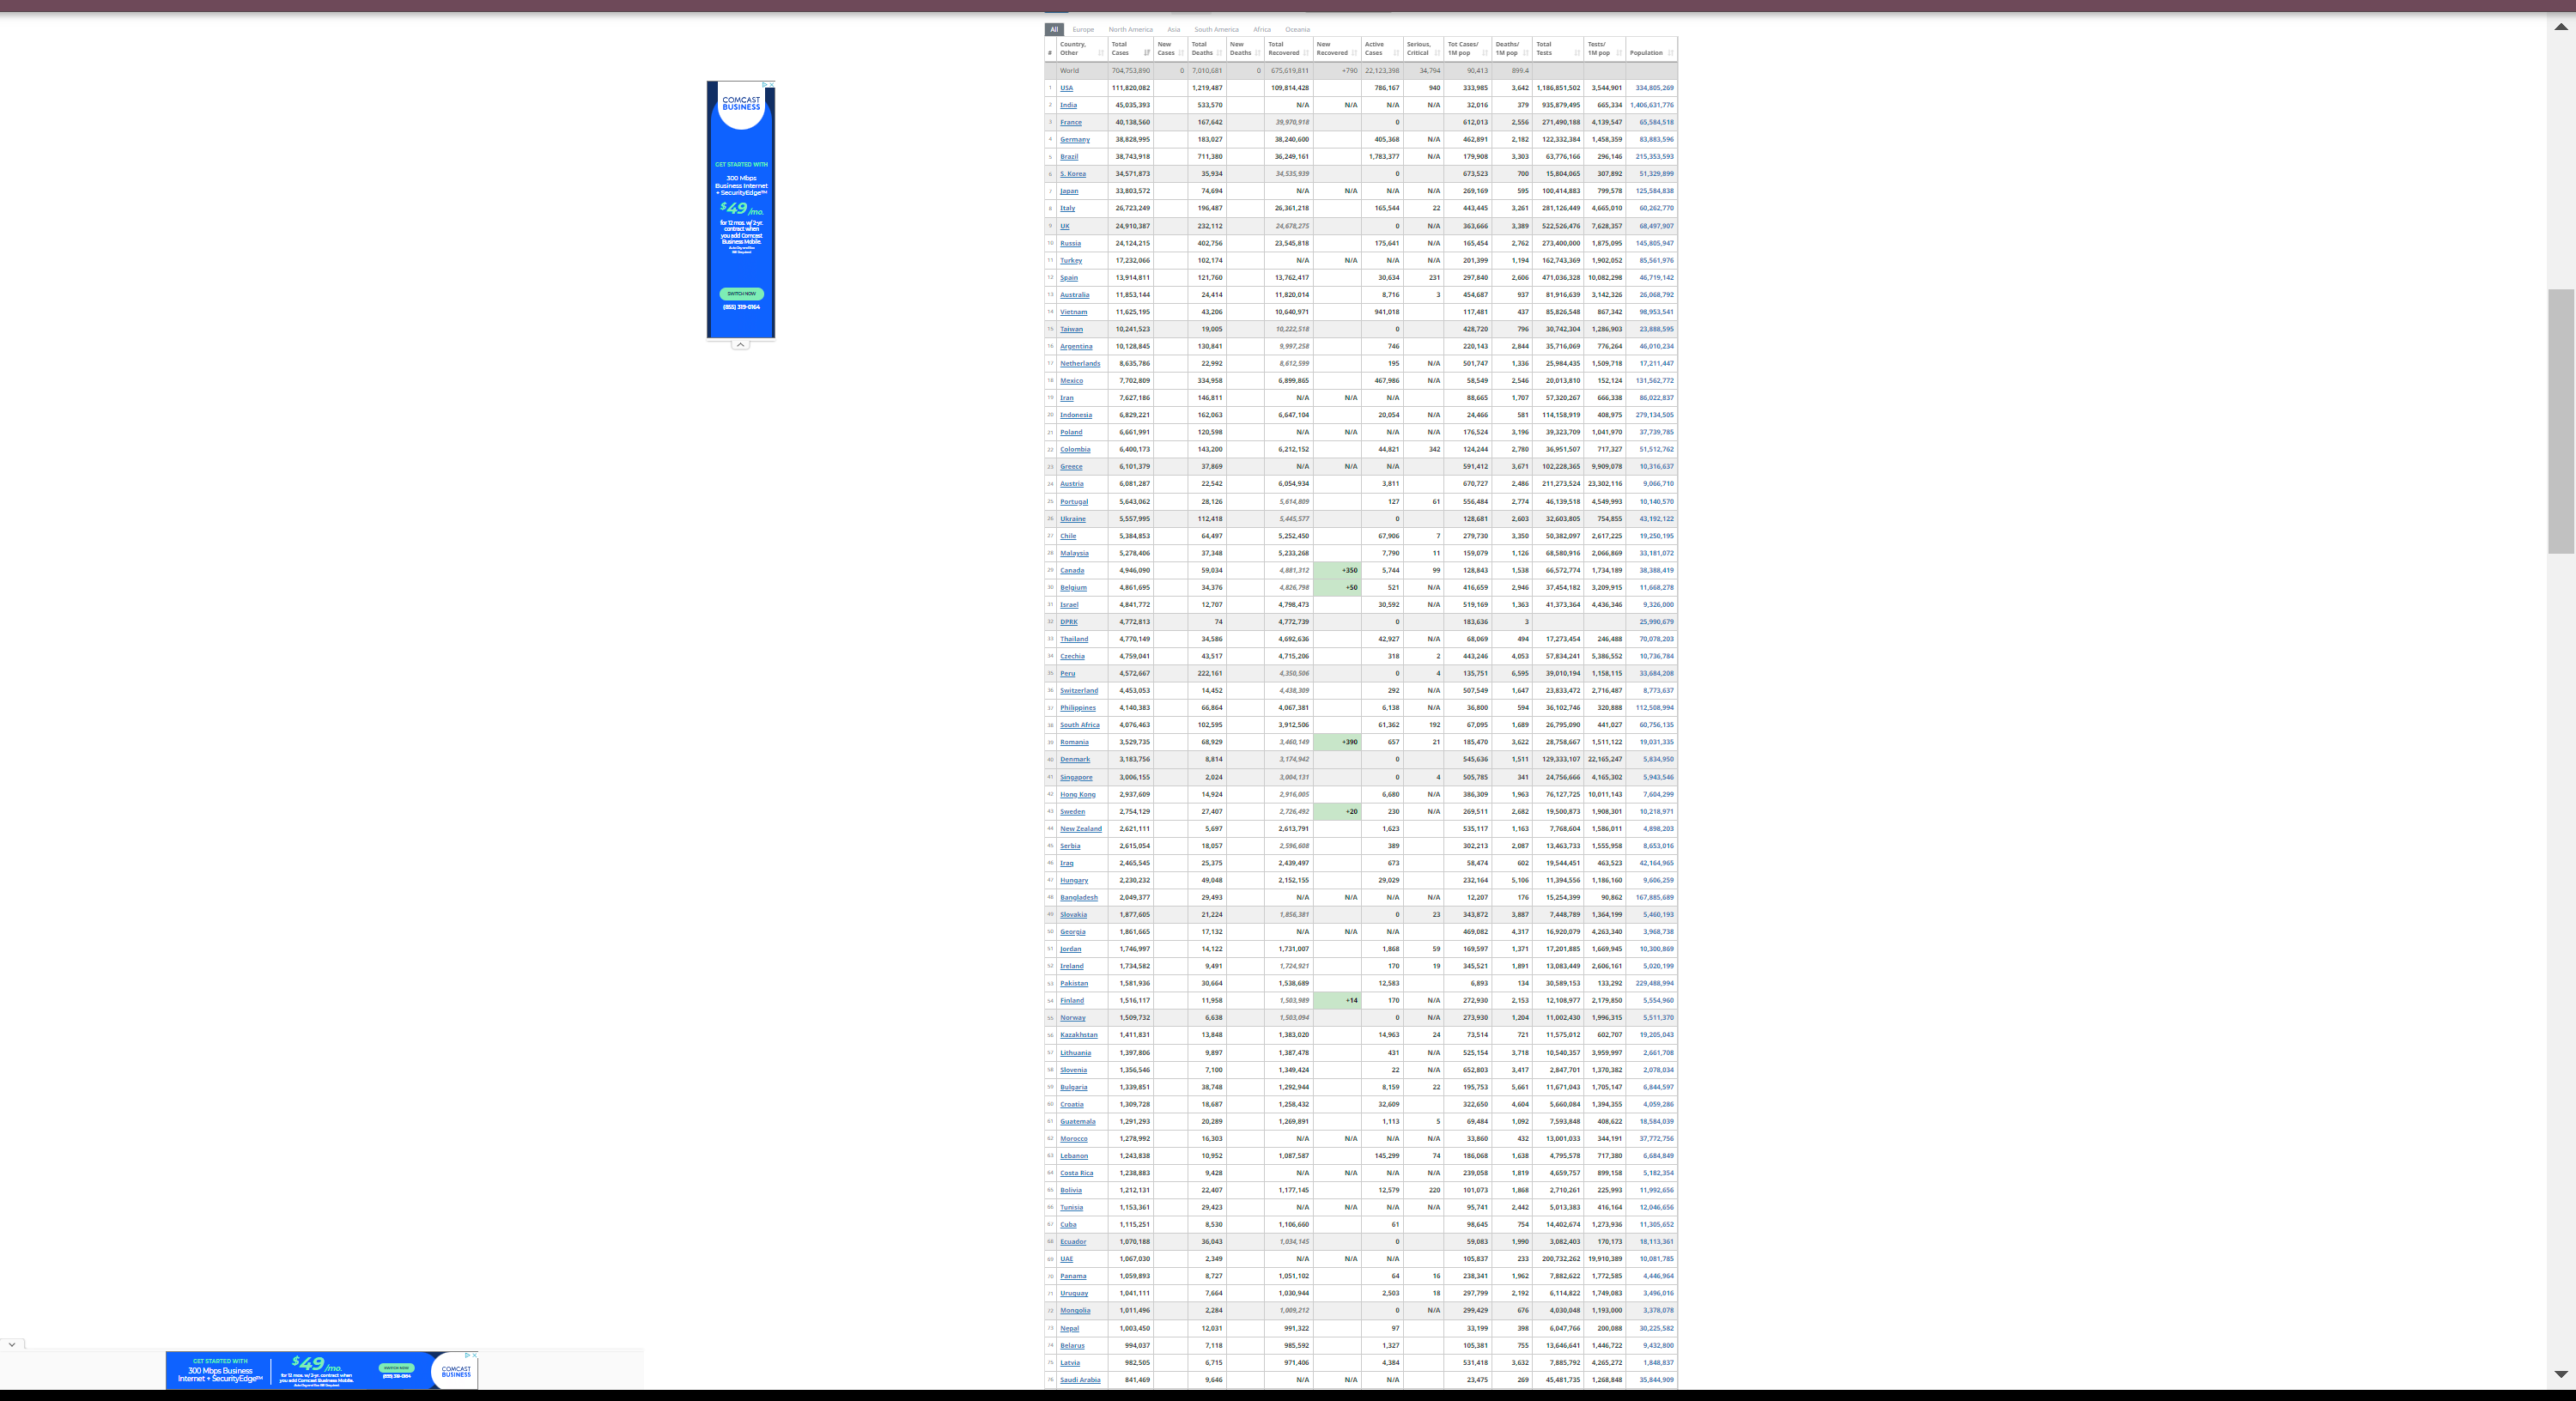 All Europe North America Asia South America Africa Oceania
# Country, Other Total Cases New Cases Total Deaths New Deaths Total Recovered New Recovered Active Cases Serious, Critical Tot Cases/ 1M pop Deaths/ 1M pop Total Tests Tests/ 1M pop Population
World 704,753,890 0 7,010,681 0 675,619,811 +790 22,123,398 34,794 90,413 899.4
1 USA 111,820,082 1,219,487 109,814,428 786,167 940 333,985 3,642 1,186,851,502 3,544,901 334,805,269
2 India 45,035,393 533,570 N/A N/A N/A N/A 32,016 379 935,879,495 665,334 1,406,631,776
3 France 40,138,560 167,642 39,970,918 0 612,013 2,556 271,490,188 4,139,547 65,584,518
4 Germany 38,828,995 183,027 38,240,600 405,368 N/A 462,891 2,182 122,332,384 1,458,359 83,883,596
5 Brazil 38,743,918 711,380 36,249,161 1,783,377 N/A 179,908 3,303 63,776,166 296,146 215,353,593
6 S. Korea 34,571,873 35,934 34,535,939 0 673,523 700 15,804,065 307,892 51,329,899
7 Japan 33,803,572 74,694 N/A N/A N/A N/A 269,169 595 100,414,883 799,578 125,584,838
8 Italy 26,723,249 196,487 26,361,218 165,544 22 443,445 3,261 281,126,449 4,665,010 60,262,770
9 UK 24,910,387 232,112 24,678,275 0 N/A 363,666 3,389 522,526,476 7,628,357 68,497,907
10 Russia 24,124,215 402,756 23,545,818 175,641 N/A 165,454 2,762 273,400,000 1,875,095 145,805,947
11 Turkey 17,232,066 102,174 N/A N/A N/A N/A 201,399 1,194 162,743,369 1,902,052 85,561,976
12 Spain 13,914,811 121,760 13,762,417 30,634 231 297,840 2,606 471,036,328 10,082,298 46,719,142
13 Australia 11,853,144 24,414 11,820,014 8,716 3 454,687 937 81,916,639 3,142,326 26,068,792
14 Vietnam 11,625,195 43,206 10,640,971 941,018 117,481 437 85,826,548 867,342 98,953,541
15 Taiwan 10,241,523 19,005 10,222,518 0 428,720 796 30,742,304 1,286,903 23,888,595
16 Argentina 10,128,845 130,841 9,997,258 746 220,143 2,844 35,716,069 776,264 46,010,234
17 Netherlands 8,635,786 22,992 8,612,599 195 N/A 501,747 1,336 25,984,435 1,509,718 17,211,447
18 Mexico 7,702,809 334,958 6,899,865 467,986 N/A 58,549 2,546 20,013,810 152,124 131,562,772
19 Iran 7,627,186 146,811 N/A N/A N/A 88,665 1,707 57,320,267 666,338 86,022,837
20 Indonesia 6,829,221 162,063 6,647,104 20,054 N/A 24,466 581 114,158,919 408,975 279,134,505
21 Poland 6,661,991 120,598 N/A N/A N/A N/A 176,524 3,196 39,323,709 1,041,970 37,739,785
22 Colombia 6,400,173 143,200 6,212,152 44,821 342 124,244 2,780 36,951,507 717,327 51,512,762
23 Greece 6,101,379 37,869 N/A N/A N/A 591,412 3,671 102,228,365 9,909,078 10,316,637
24 Austria 6,081,287 22,542 6,054,934 3,811 670,727 2,486 211,273,524 23,302,116 9,066,710
25 Portugal 5,643,062 28,126 5,614,809 127 61 556,484 2,774 46,139,518 4,549,993 10,140,570
26 Ukraine 5,557,995 112,418 5,445,577 0 128,681 2,603 32,603,805 754,855 43,192,122
27 Chile 5,384,853 64,497 5,252,450 67,906 7 279,730 3,350 50,382,097 2,617,225 19,250,195
28 Malaysia 5,278,406 37,348 5,233,268 7,790 11 159,079 1,126 68,580,916 2,066,869 33,181,072
29 Canada 4,946,090 59,034 4,881,312 +350 5,744 99 128,843 1,538 66,572,774 1,734,189 38,388,419
30 Belgium 4,861,695 34,376 4,826,798 +50 521 N/A 416,659 2,946 37,454,182 3,209,915 11,668,278
31 Israel 4,841,772 12,707 4,798,473 30,592 N/A 519,169 1,363 41,373,364 4,436,346 9,326,000
32 DPRK 4,772,813 74 4,772,739 0 183,636 3 25,990,679
33 Thailand 4,770,149 34,586 4,692,636 42,927 N/A 68,069 494 17,273,454 246,488 70,078,203
34 Czechia 4,759,041 43,517 4,715,206 318 2 443,246 4,053 57,834,241 5,386,552 10,736,784
35 Peru 4,572,667 222,161 4,350,506 0 4 135,751 6,595 39,010,194 1,158,115 33,684,208
36 Switzerland 4,453,053 14,452 4,438,309 292 N/A 507,549 1,647 23,833,472 2,716,487 8,773,637
37 Philippines 4,140,383 66,864 4,067,381 6,138 N/A 36,800 594 36,102,746 320,888 112,508,994
38 South Africa 4,076,463 102,595 3,912,506 61,362 192 67,095 1,689 26,795,090 441,027 60,756,135
39 Romania 3,529,735 68,929 3,460,149 +390 657 21 185,470 3,622 28,758,667 1,511,122 19,031,335
40 Denmark 3,183,756 8,814 3,174,942 0 545,636 1,511 129,333,107 22,165,247 5,834,950
41 Singapore 3,006,155 2,024 3,004,131 0 4 505,785 341 24,756,666 4,165,302 5,943,546
42 Hong Kong 2,937,609 14,924 2,916,005 6,680 N/A 386,309 1,963 76,127,725 10,011,143 7,604,299
43 Sweden 2,754,129 27,407 2,726,492 +20 230 N/A 269,511 2,682 19,500,873 1,908,301 10,218,971
44 New Zealand 2,621,111 5,697 2,613,791 1,623 535,117 1,163 7,768,604 1,586,011 4,898,203
45 Serbia 2,615,054 18,057 2,596,608 389 302,213 2,087 13,463,733 1,555,958 8,653,016
46 Iraq 2,465,545 25,375 2,439,497 673 58,474 602 19,544,451 463,523 42,164,965
47 Hungary 2,230,232 49,048 2,152,155 29,029 232,164 5,106 11,394,556 1,186,160 9,606,259
48 Bangladesh 2,049,377 29,493 N/A N/A N/A N/A 12,207 176 15,254,399 90,862 167,885,689
49 Slovakia 1,877,605 21,224 1,856,381 0 23 343,872 3,887 7,448,789 1,364,199 5,460,193
50 Georgia 1,861,665 17,132 N/A N/A N/A 469,082 4,317 16,920,079 4,263,340 3,968,738
51 Jordan 1,746,997 14,122 1,731,007 1,868 59 169,597 1,371 17,201,885 1,669,945 10,300,869
52 Ireland 1,734,582 9,491 1,724,921 170 19 345,521 1,891 13,083,449 2,606,161 5,020,199
53 Pakistan 1,581,936 30,664 1,538,689 12,583 6,893 134 30,589,153 133,292 229,488,994
54 Finland 1,516,117 11,958 1,503,989 +14 170 N/A 272,930 2,153 12,108,977 2,179,850 5,554,960
55 Norway 1,509,732 6,638 1,503,094 0 N/A 273,930 1,204 11,002,430 1,996,315 5,511,370
56 Kazakhstan 1,411,831 13,848 1,383,020 14,963 24 73,514 721 11,575,012 602,707 19,205,043
57 Lithuania 1,397,806 9,897 1,387,478 431 N/A 525,154 3,718 10,540,357 3,959,997 2,661,708
58 Slovenia 1,356,546 7,100 1,349,424 22 N/A 652,803 3,417 2,847,701 1,370,382 2,078,034
59 Bulgaria 1,339,851 38,748 1,292,944 8,159 22 195,753 5,661 11,671,043 1,705,147 6,844,597
60 Croatia 1,309,728 18,687 1,258,432 32,609 322,650 4,604 5,660,084 1,394,355 4,059,286
61 Guatemala 1,291,293 20,289 1,269,891 1,113 5 69,484 1,092 7,593,848 408,622 18,584,039
62 Morocco 1,278,992 16,303 N/A N/A N/A N/A 33,860 432 13,001,033 344,191 37,772,756
63 Lebanon 1,243,838 10,952 1,087,587 145,299 74 186,068 1,638 4,795,578 717,380 6,684,849
64 Costa Rica 1,238,883 9,428 N/A N/A N/A N/A 239,058 1,819 4,659,757 899,158 5,182,354
65 Bolivia 1,212,131 22,407 1,177,145 12,579 220 101,073 1,868 2,710,261 225,993 11,992,656
66 Tunisia 1,153,361 29,423 N/A N/A N/A N/A 95,741 2,442 5,013,383 416,164 12,046,656
67 Cuba 1,115,251 8,530 1,106,660 61 98,645 754 14,402,674 1,273,936 11,305,652
68 Ecuador 1,070,188 36,043 1,034,145 0 59,083 1,990 3,082,403 170,173 18,113,361
69 UAE 1,067,030 2,349 N/A N/A N/A 105,837 233 200,732,262 19,910,389 10,081,785
70 Panama 1,059,893 8,727 1,051,102 64 16 238,341 1,962 7,882,622 1,772,585 4,446,964
71 Uruguay 1,041,111 7,664 1,030,944 2,503 18 297,799 2,192 6,114,822 1,749,083 3,496,016
72 Mongolia 1,011,496 2,284 1,009,212 0 N/A 299,429 676 4,030,048 1,193,000 3,378,078
73 Nepal 1,003,450 12,031 991,322 97 33,199 398 6,047,766 200,088 30,225,582
74 Belarus 994,037 7,118 985,592 1,327 105,381 755 13,646,641 1,446,722 9,432,800
75 Latvia 982,505 6,715 971,406 4,384 531,418 3,632 7,885,792 4,265,272 1,848,837
76 Saudi Arabia 841,469 9,646 N/A N/A N/A 23,475 269 45,481,735 1,268,848 35,844,909
COMCAST
BUSINESS
GET STARTED WITH
300 Mbps
Business Internet
+ SecurityEdge™
$49 /mo.
for 12 mos. w/ 2-yr.
contract when
you add Comcast
Business Mobile.
SWITCH NOW
(855) 319-0164
GET STARTED WITH
300 Mbps Business
Internet + SecurityEdge™
$49 /mo.
for 12 mos. w/ 2-yr. contract when
you add Comcast Business Mobile.
SWITCH NOW
(855) 319-0164
COMCAST
BUSINESS